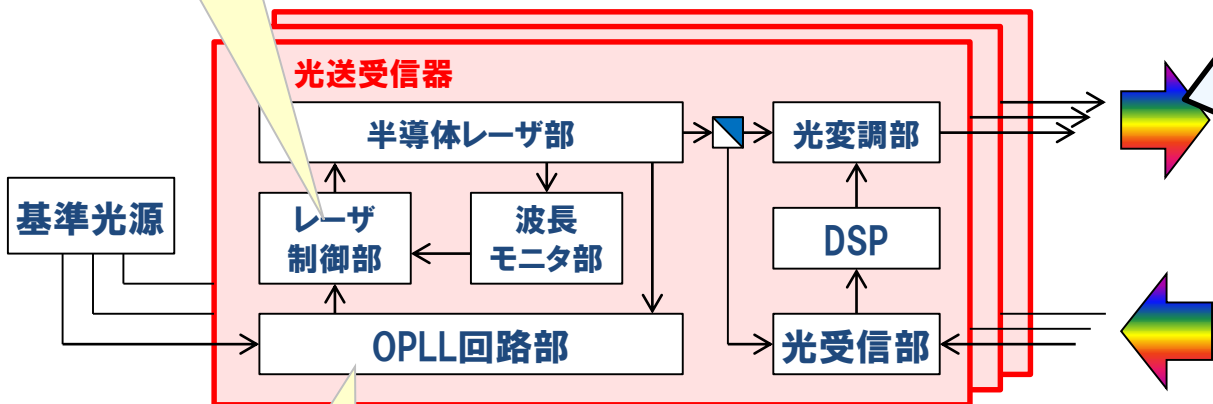 光送受信器
半導体レーザ部
光変調部
基準光源
レーザ
制御部
波長
モニタ部
DSP
OPLL回路部
光受信部